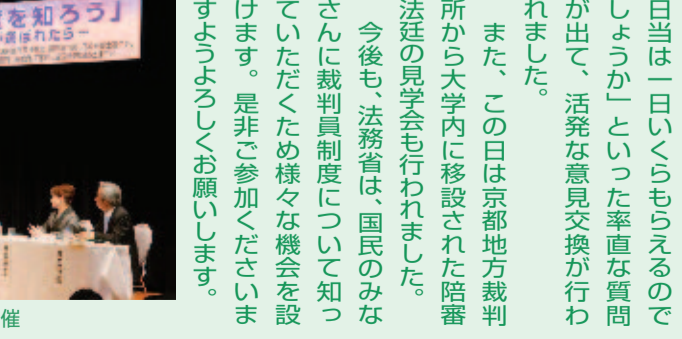 日当は一日いくらもらえるので
しょうか」といった率直な質問
が出て、活発な意見交換が行わ
れました。
また、この日は京都地方裁判
所から大学内に移設された陪審
法廷の見学会も行われました。
今後も、法務省は、国民のみな
さんに裁判員制度について知っ
ていただくため様々な機会を設
けます。是非ご参加くださいま
すようよろしくお願いします。
度を知ろう」
が選ばれたら―
催